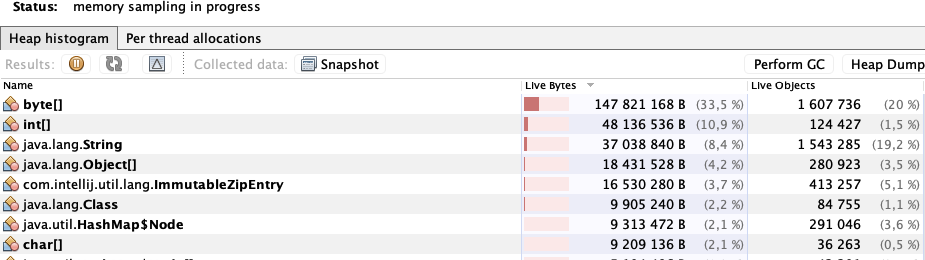 Status: memory sampling in progress
Heap histogram Per thread allocations
Results: Collected data: Snapshot Perform GC Heap Dump
Name Live Bytes Live Objects
byte[] 147 821 168 B (33,5 %) 1 607 736 (20 %)
int[] 48 136 536 B (10,9 %) 124 427 (1,5 %)
java.lang.String 37 038 840 B (8,4 %) 1 543 285 (19,2 %)
java.lang.Object[] 18 431 528 B (4,2 %) 280 923 (3,5 %)
com.intellij.util.lang.ImmutableZipEntry 16 530 280 B (3,7 %) 413 257 (5,1 %)
java.lang.Class 9 905 240 B (2,2 %) 84 755 (1,1 %)
java.util.HashMap$Node 9 313 472 B (2,1 %) 291 046 (3,6 %)
char[] 9 209 136 B (2,1 %) 36 263 (0,5 %)